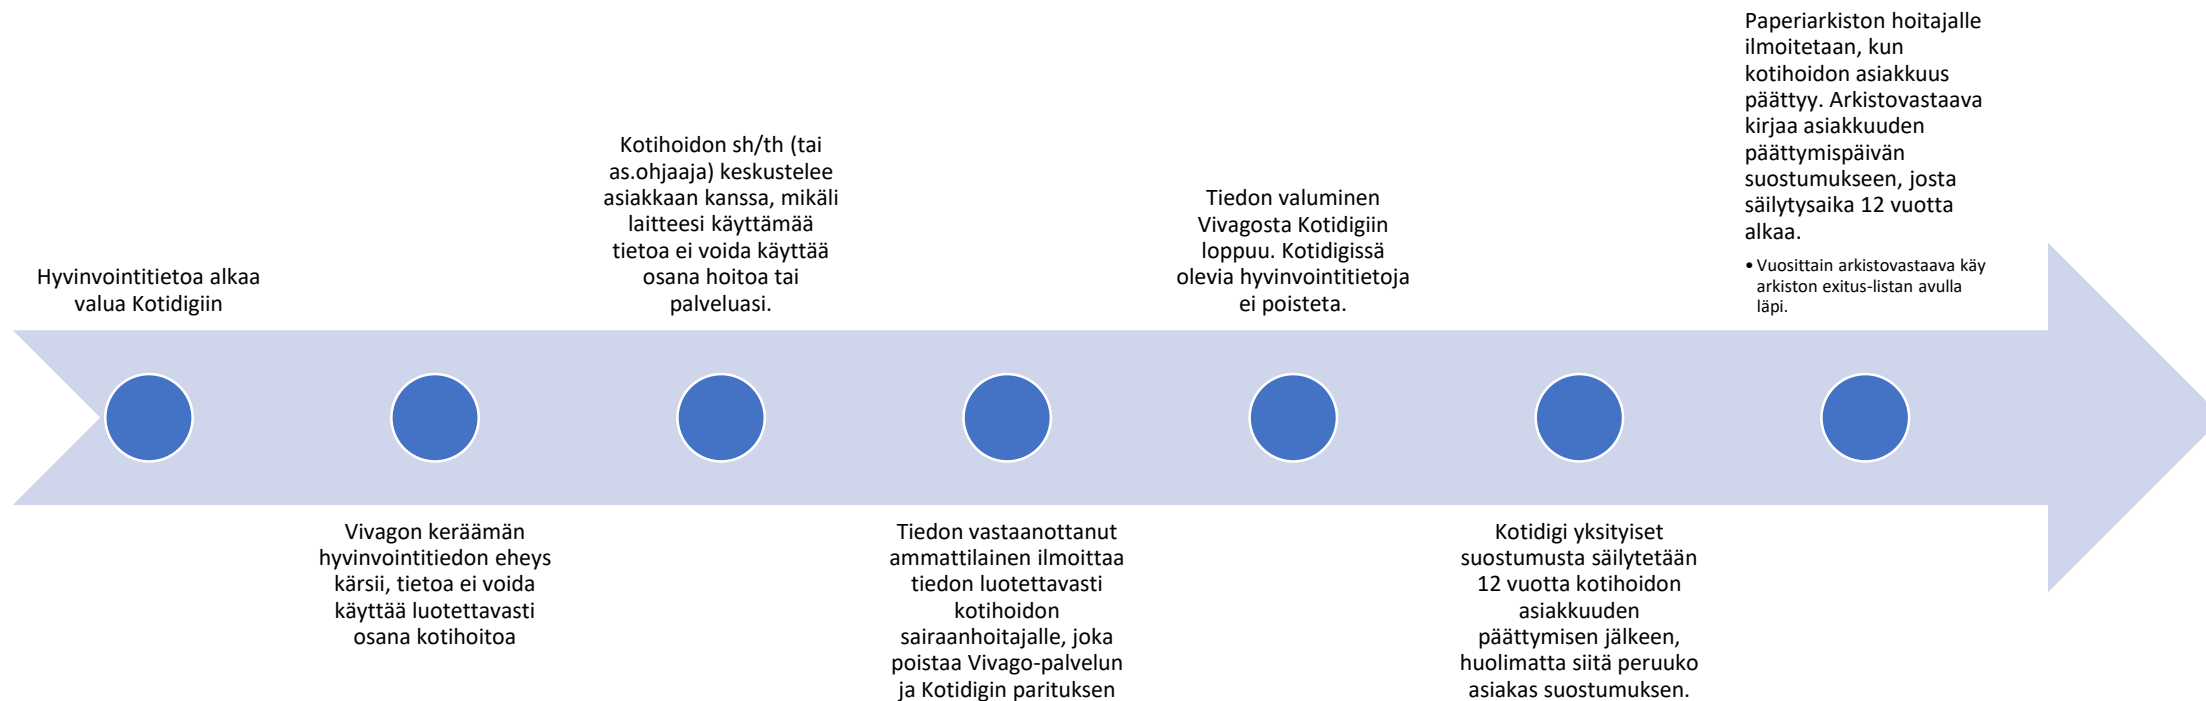 Hyvinvointitietoa alkaa
valua Kotidigiin
Vivagon keräämän
hyvinvointitiedon eheys
kärsii, tietoa ei voida
käyttää luotettavasti
osana kotihoitoa
Kotihoidon sh/th (tai
as.ohjaaja) keskustelee
asiakkaan kanssa, mikäli
laitteesi käyttämää
tietoa ei voida käyttää
osana hoitoa tai
palveluasi.
Tiedon vastaanottanut
ammattilainen ilmoittaa
tiedon luotettavasti
kotihoidon
sairaanhoitajalle, joka
poistaa Vivago-palvelun
ja Kotidigin parituksen
Tiedon valuminen
Vivagosta Kotidigiin
loppuu. Kotidigissä
olevia hyvinvointitietoja
ei poisteta.
Kotidigi yksityiset
suostumusta säilytetään
12 vuotta kotihoidon
asiakkuuden
päättymisen jälkeen,
huolimatta siitä peruuko
asiakas suostumuksen.
Paperiarkiston hoitajalle
ilmoitetaan, kun
kotihoidon asiakkuus
päättyy. Arkistovastaava
kirjaa asiakkuuden
päättymispäivän
suostumukseen, josta
säilytysaika 12 vuotta
alkaa.
• Vuosittain arkistovastaava käy
arkiston exitus-listan avulla
läpi.